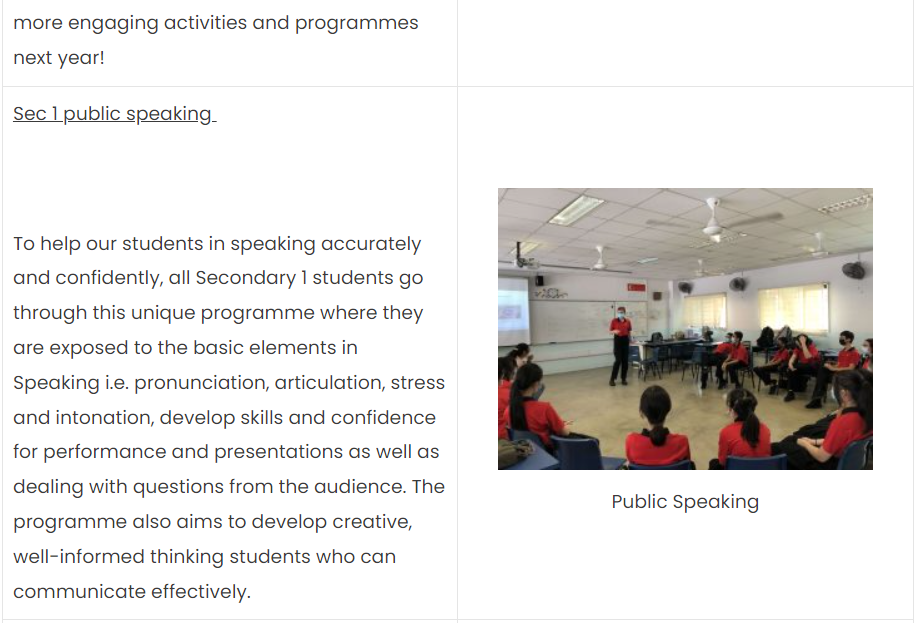 more engaging activities and programmes
next year!
Sec 1 public speaking
To help our students in speaking accurately
and confidently, all Secondary 1 students go
through this unique programme where they
are exposed to the basic elements in
Speaking i.e. pronunciation, articulation, stress
and intonation, develop skills and confidence
for performance and presentations as well as
dealing with questions from the audience. The
programme also aims to develop creative,
well-informed thinking students who can
communicate effectively.
Public Speaking